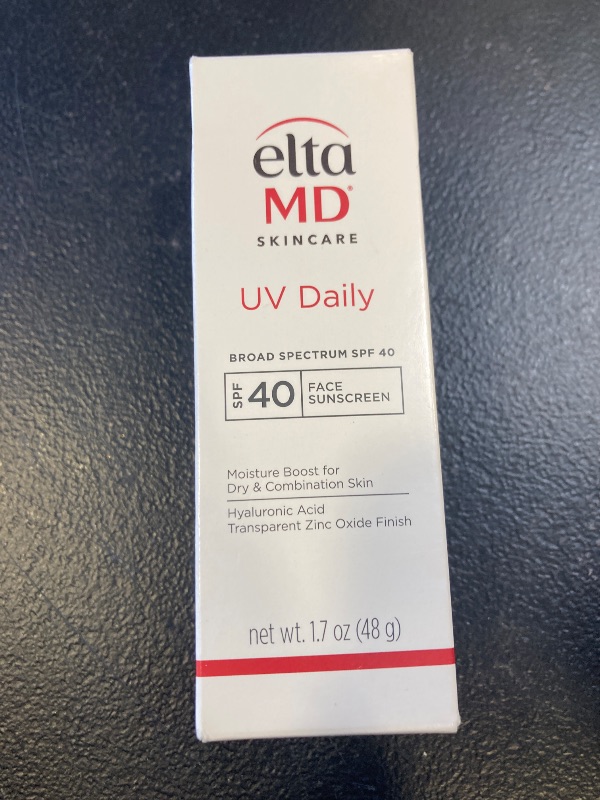 elta
MD®
SKINCARE
UV Daily
BROAD SPECTRUM SPF 40
SPF 40 FACE
SUNSCREEN
Moisture Boost for
Dry & Combination Skin
Hyaluronic Acid
Transparent Zinc Oxide Finish
net wt. 1.7 oz (48 g)